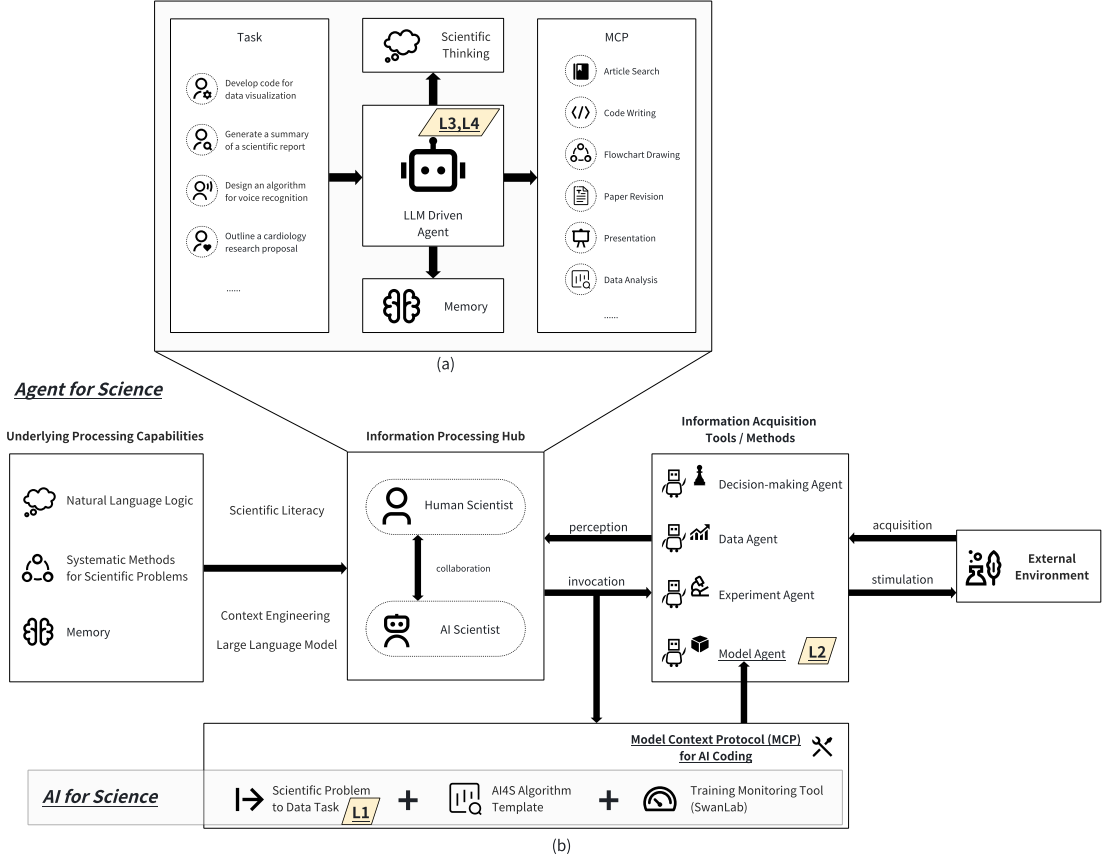 Task
Develop code for
data visualization
Generate a summary
of a scientific report
Design an algorithm
for voice recognition
Outline a cardiology
research proposal
......
Scientific
Thinking
L3,L4
LLM Driven
Agent
Memory
MCP
Article Search
Code Writing
Flowchart Drawing
Paper Revision
Presentation
Data Analysis
......
(a)
Agent for Science
Underlying Processing Capabilities
Natural Language Logic
Systematic Methods
for Scientific Problems
Memory
Scientific Literacy
Context Engineering
Large Language Model
Information Processing Hub
Human Scientist
collaboration
AI Scientist
perception
invocation
Information Acquisition
Tools / Methods
Decision-making Agent
Data Agent
Experiment Agent
Model Agent
L2
acquisition
stimulation
External
Environment
Model Context Protocol (MCP)
for AI Coding
AI for Science
Scientific Problem
to Data Task
L1
+
AI4S Algorithm
Template
+
Training Monitoring Tool
(SwanLab)
(b)